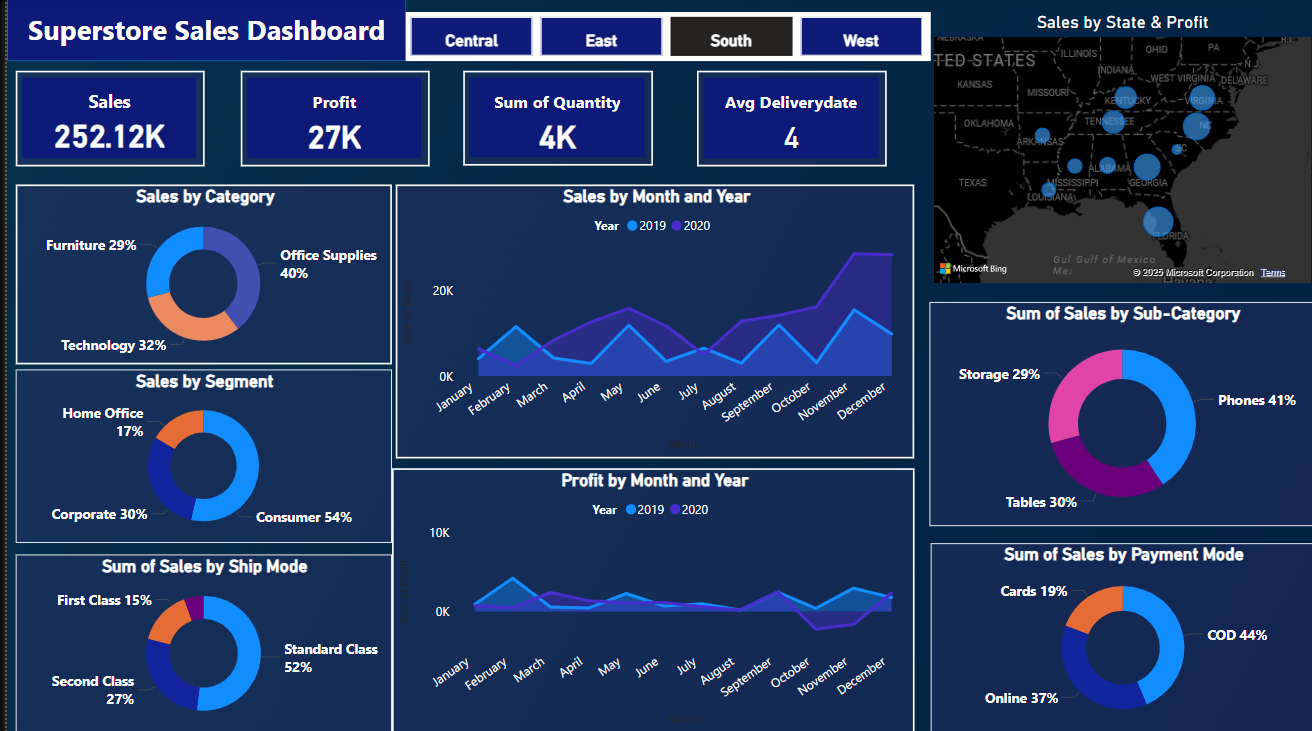 Superstore Sales Dashboard
Central
East
South
West
Sales
252.12K
Profit
27K
Sum of Quantity
4K
Avg Deliverydate
4
Sales by Category
Furniture 29%
Office Supplies
40%
Technology 32%
Sales by Segment
Home Office
17%
Corporate 30%
Consumer 54%
Sum of Sales by Ship Mode
First Class 15%
Standard Class
52%
Second Class
27%
Sales by Month and Year
Year 2019 2020
20K
0K
January
February
March
April
May
June
July
August
September
October
November
December
Month
Profit by Month and Year
Year 2019 2020
10K
0K
January
February
March
April
May
June
July
August
September
October
November
December
Month
Sales by State & Profit
NEBRASKA
TED STATES
ILLINOIS
OHIO
PA
INDIANA
KANSAS
MISSOURI
WEST VIRGINIA
DELAWARE
KENTUCKY
VIRGINIA
OKLAHOMA
TENNESSEE
NC
ARKANSAS
SC
ALABAMA
TEXAS
MISSISSIPPI
GEORGIA
LOUISIANA
FLORIDA
Gul Gulf of Mexico
Me:
Microsoft Bing
© 2025 Microsoft Corporation Terms
Havana
Sum of Sales by Sub-Category
Storage 29%
Phones 41%
Tables 30%
Sum of Sales by Payment Mode
Cards 19%
COD 44%
Online 37%